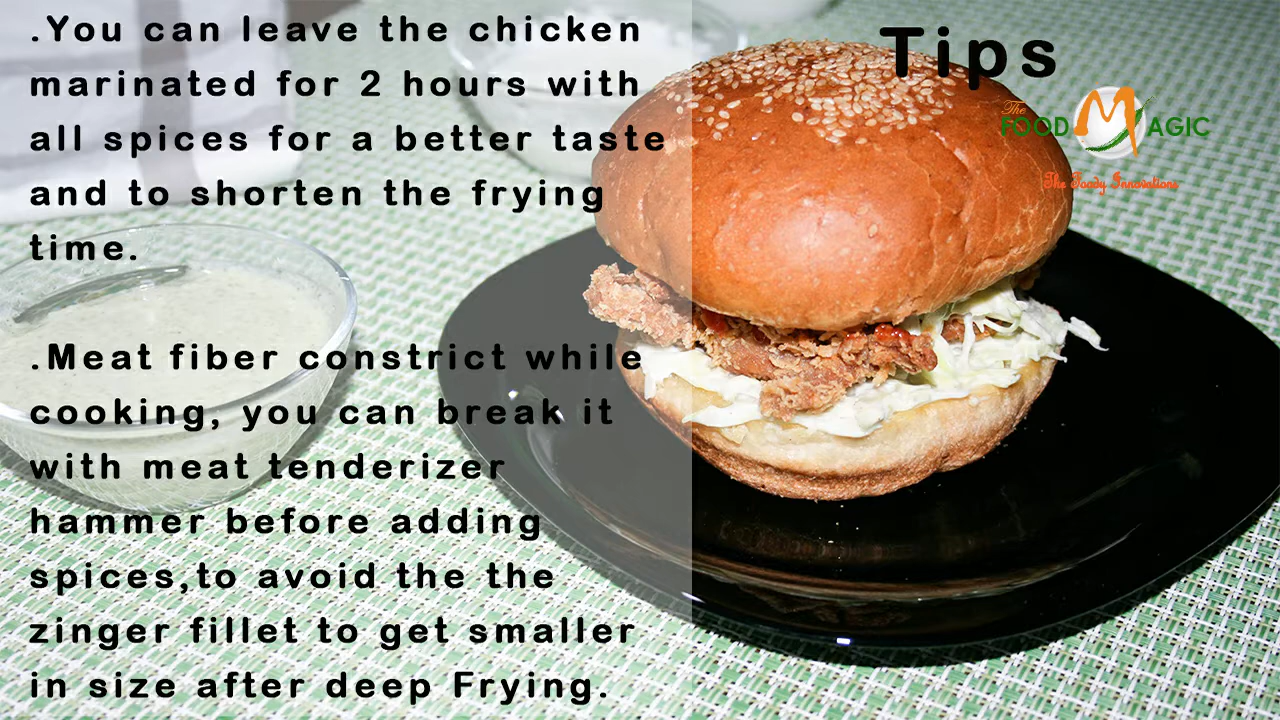 .You can leave the chicken
marinated for 2 hours with
all spices for a better taste
and to shorten the frying
time.
.Meat fiber constrict while
cooking, you can break it
with meat tenderizer
hammer before adding
spices,to avoid the the
zinger fillet to get smaller
in size after deep Frying.
Tips
The
FOOD MAGIC
The Foody Innovations